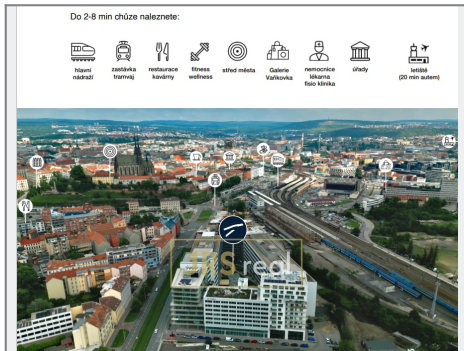 Do 2-8 min chůze naleznete:
hlavní
nádraží
zastávka
tramvaj
restaurace
kavárny
fitness
wellness
střed města
Galerie
Vaňkovka
nemocnice
lékárna
fisio klinika
úřady
letiště
(20 min autem)
real